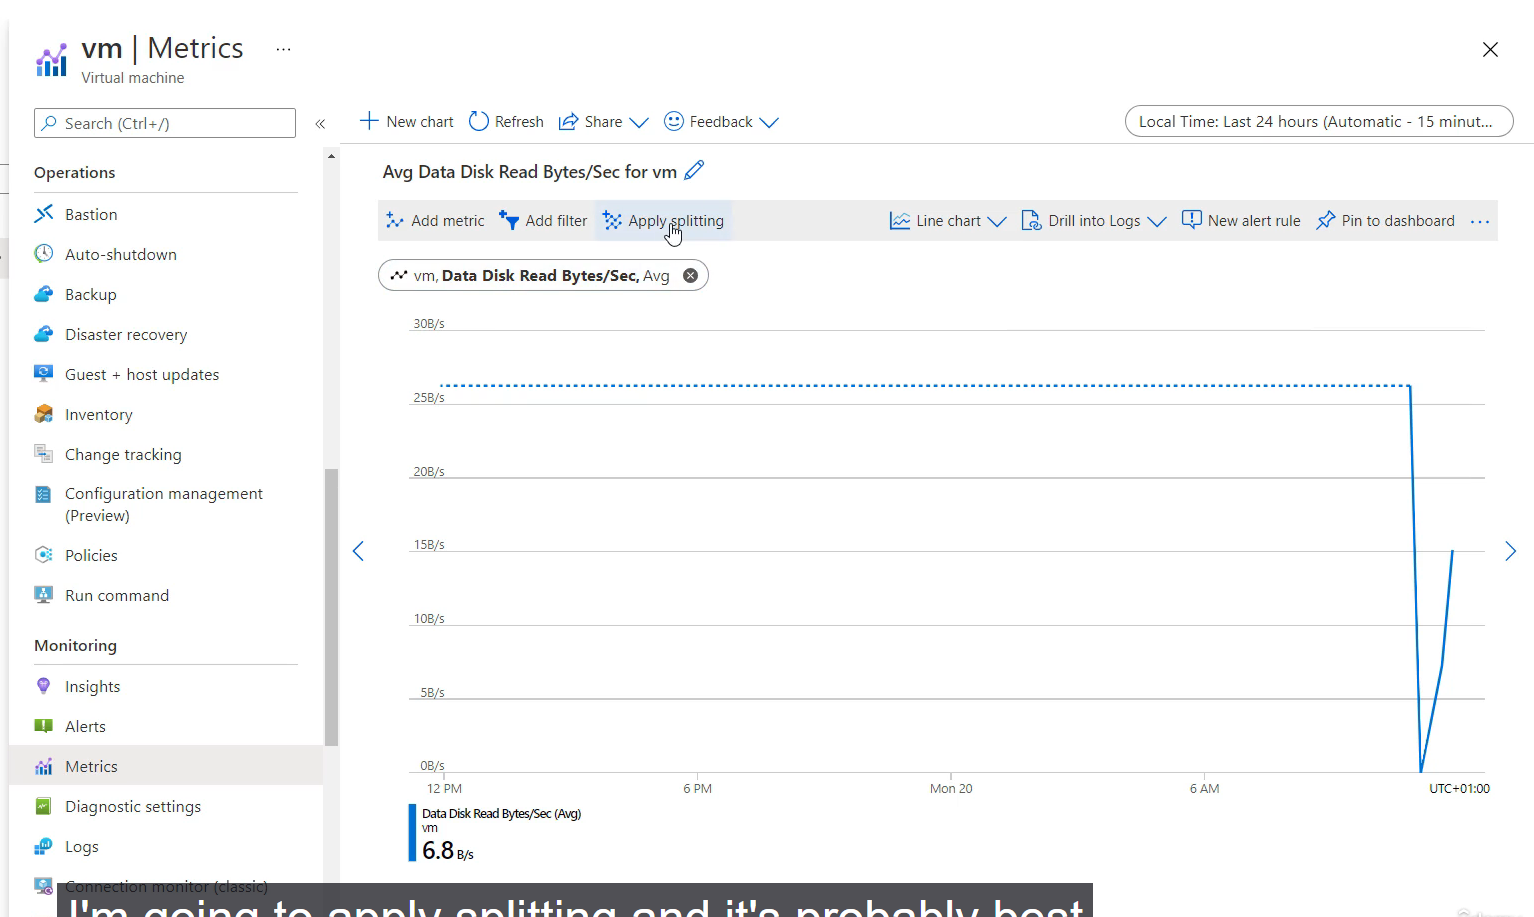 vm | Metrics ...
Virtual machine
Search (Ctrl+/)
«
New chart
Refresh
Share
Feedback
Local Time: Last 24 hours (Automatic - 15 minut...
Operations
Bastion
Auto-shutdown
Backup
Disaster recovery
Guest + host updates
Inventory
Change tracking
Configuration management
(Preview)
Policies
Run command
Monitoring
Insights
Alerts
Metrics
Diagnostic settings
Logs
Connection monitor (classic)
Avg Data Disk Read Bytes/Sec for vm
Add metric
Add filter
Apply splitting
Line chart
Drill into Logs
New alert rule
Pin to dashboard
...
vm, Data Disk Read Bytes/Sec, Avg
30B/s
25B/s
20B/s
15B/s
10B/s
5B/s
0B/s
12 PM
6 PM
Mon 20
6 AM
UTC+01:00
Data Disk Read Bytes/Sec (Avg)
vm
6.8 B/s
I'm going to apply splitting and it's probably best